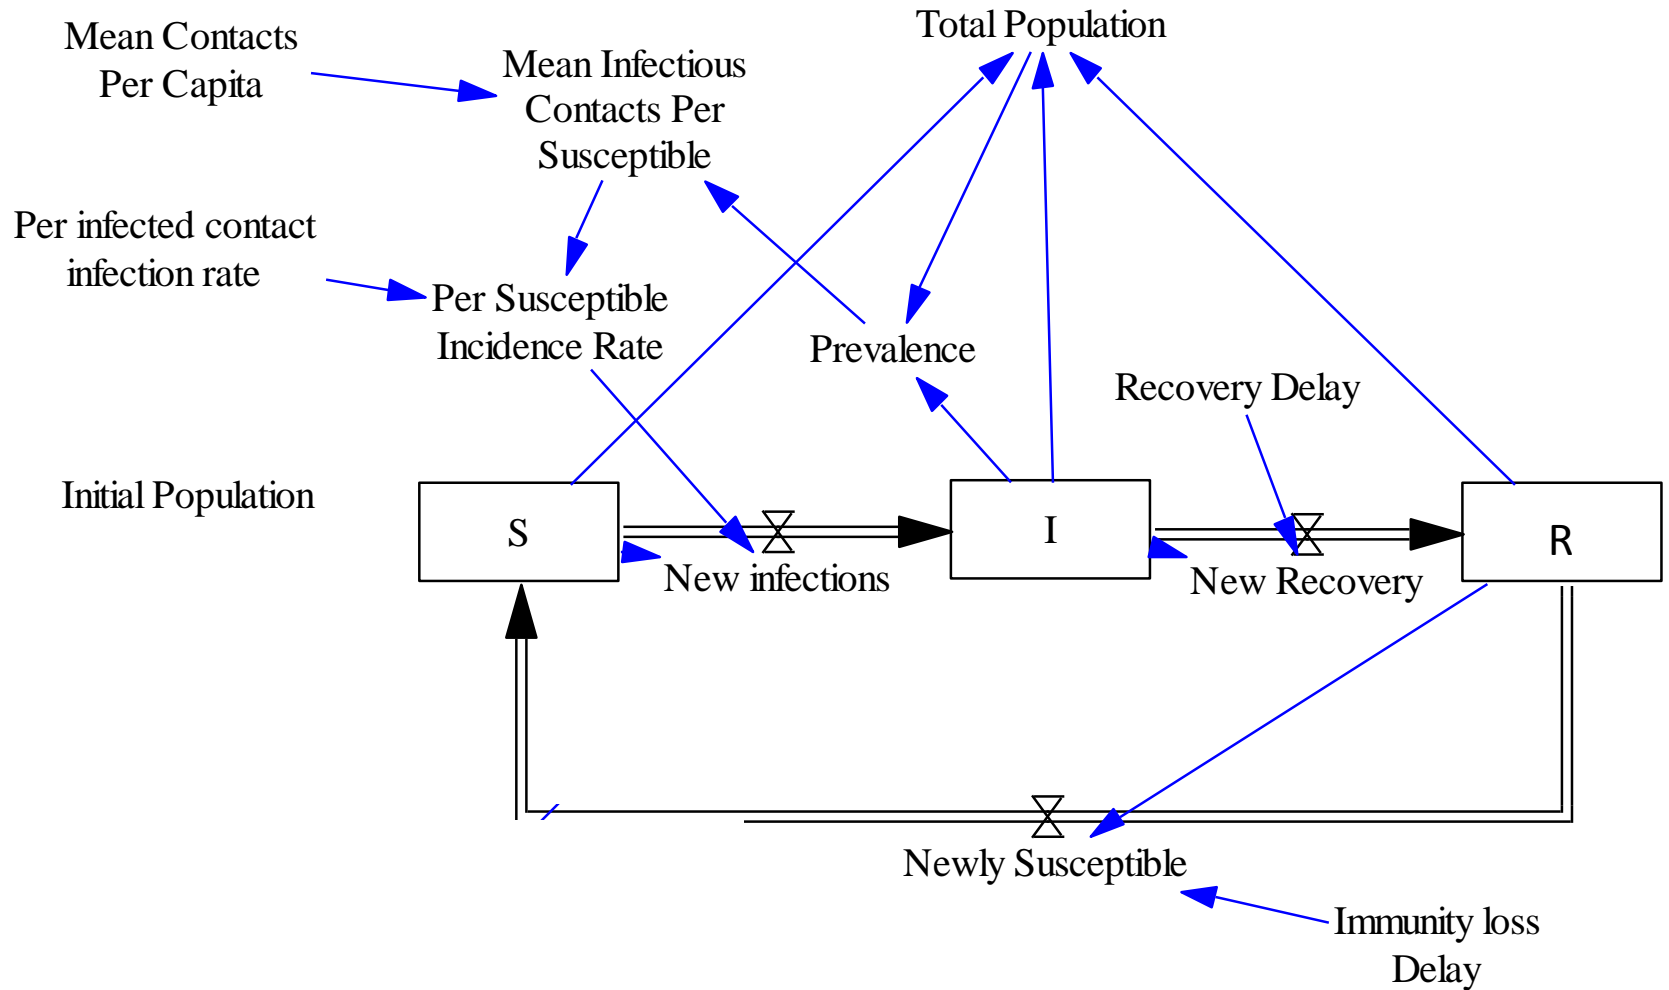 Total Population
Mean Contacts
Per Capita
Mean Infectious
Contacts Per
Susceptible
Per infected contact
infection rate
Per Susceptible
Incidence Rate
Prevalence
Recovery Delay
Initial Population
S
I
R
New infections
New Recovery
Newly Susceptible
Immunity loss
Delay